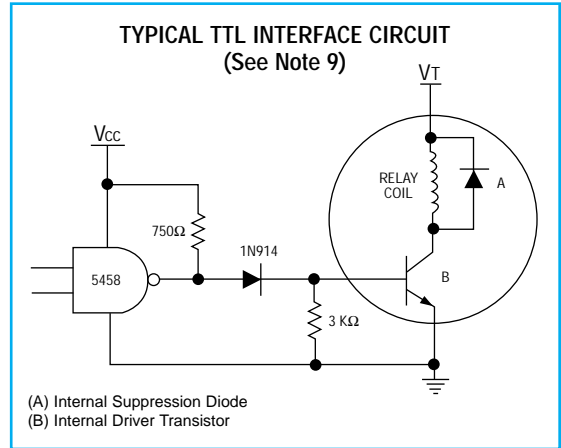 TYPICAL TTL INTERFACE CIRCUIT
(See Note 9)
VT
VCC
RELAY
COIL
A
750Ω
1N914
5458
B
3 KΩ
(A) Internal Suppression Diode
(B) Internal Driver Transistor